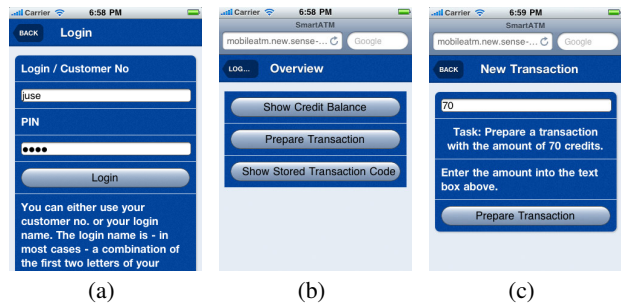 Carrier 6:58 PM
BACK Login
Login / Customer No
juse
PIN
●●●●
Login
You can either use your
customer no. or your login
name. The login name is - in
most cases - a combination of
the first two letters of your
(a)
Carrier 6:58 PM
SmartATM
mobileatm.new.sense-... Google
LOG... Overview
Show Credit Balance
Prepare Transaction
Show Stored Transaction Code
(b)
Carrier 6:59 PM
SmartATM
mobileatm.new.sense-... Google
BACK New Transaction
70
Task: Prepare a transaction
with the amount of 70 credits.
Enter the amount into the text
box above.
Prepare Transaction
(c)